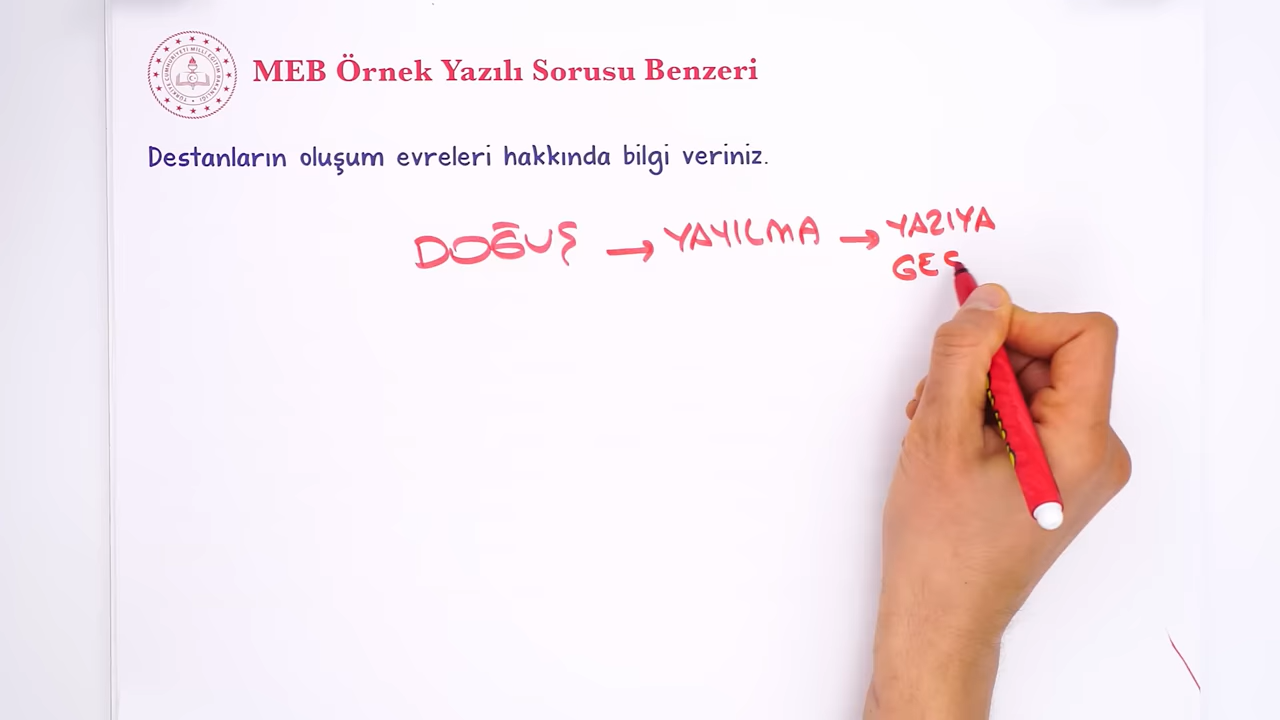 MEB Örnek Yazılı Sorusu Benzeri
Destanların oluşum evreleri hakkında bilgi veriniz.
DOĞUŞ → YAYILMA → YAZIYA
GEÇ